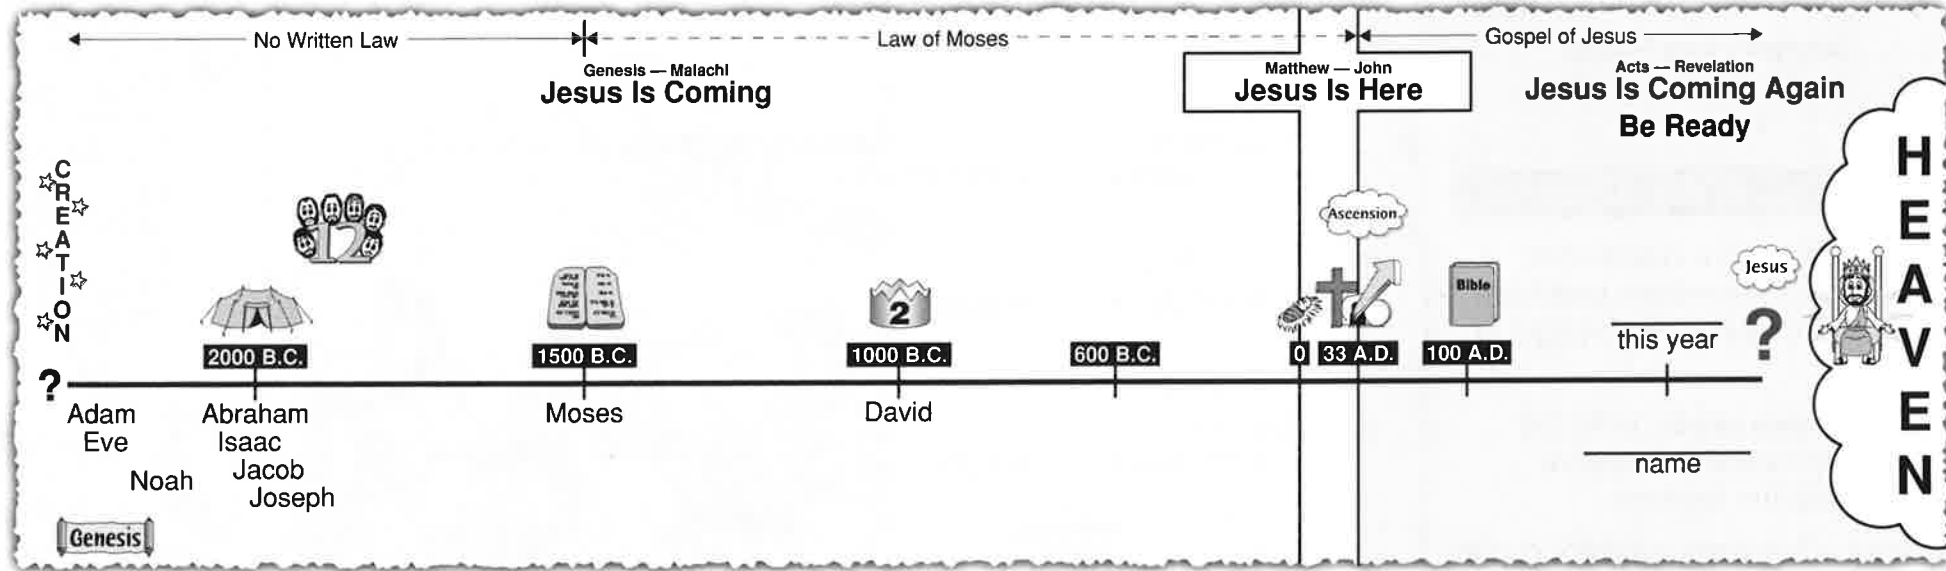 No Written Law
Law of Moses
Gospel of Jesus
Genesis — Malachi
Jesus Is Coming
Matthew — John
Jesus Is Here
Acts — Revelation
Jesus Is Coming Again
Be Ready
CREATION
12
2
Ascension
Bible
Jesus
?
HEAVEN
this year
2000 B.C.
1500 B.C.
1000 B.C.
600 B.C.
0
33 A.D.
100 A.D.
?
Adam
Eve
Noah
Abraham
Isaac
Jacob
Joseph
Moses
David
name
Genesis